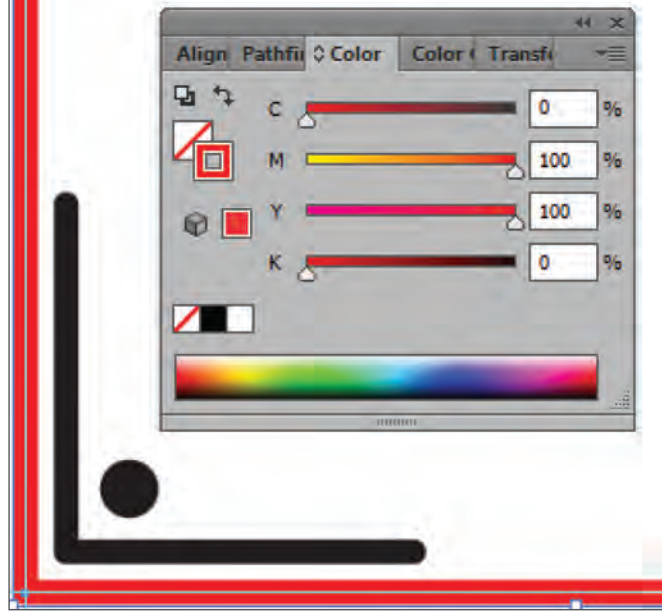 Align Pathfi Color Color Transf
C 0 %
M 100 %
Y 100 %
K 0 %